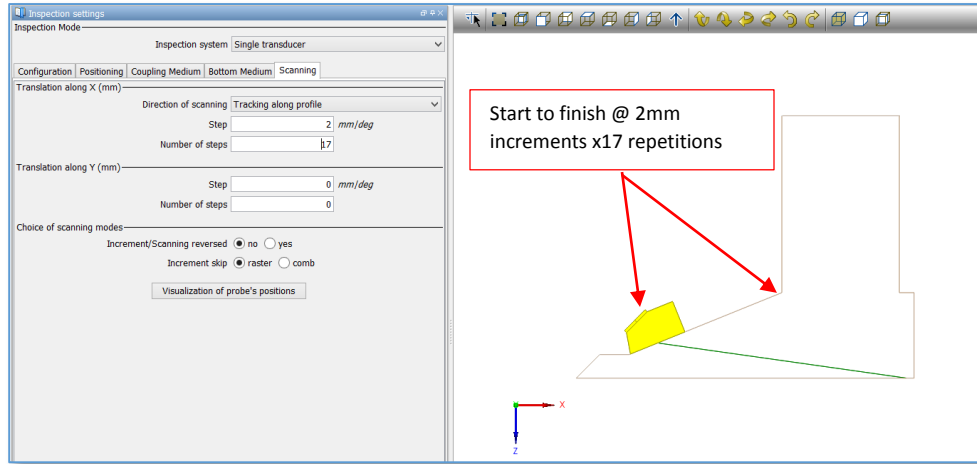 Inspection settings
Inspection Mode
Inspection system Single transducer
Configuration Positioning Coupling Medium Bottom Medium Scanning
Translation along X (mm)
Direction of scanning Tracking along profile
Step 2 mm/deg
Number of steps 17
Translation along Y (mm)
Step 0 mm/deg
Number of steps 0
Choice of scanning modes
Increment/Scanning reversed no yes
Increment skip raster comb
Visualization of probe's positions
Start to finish @ 2mm
increments x17 repetitions
X
Z